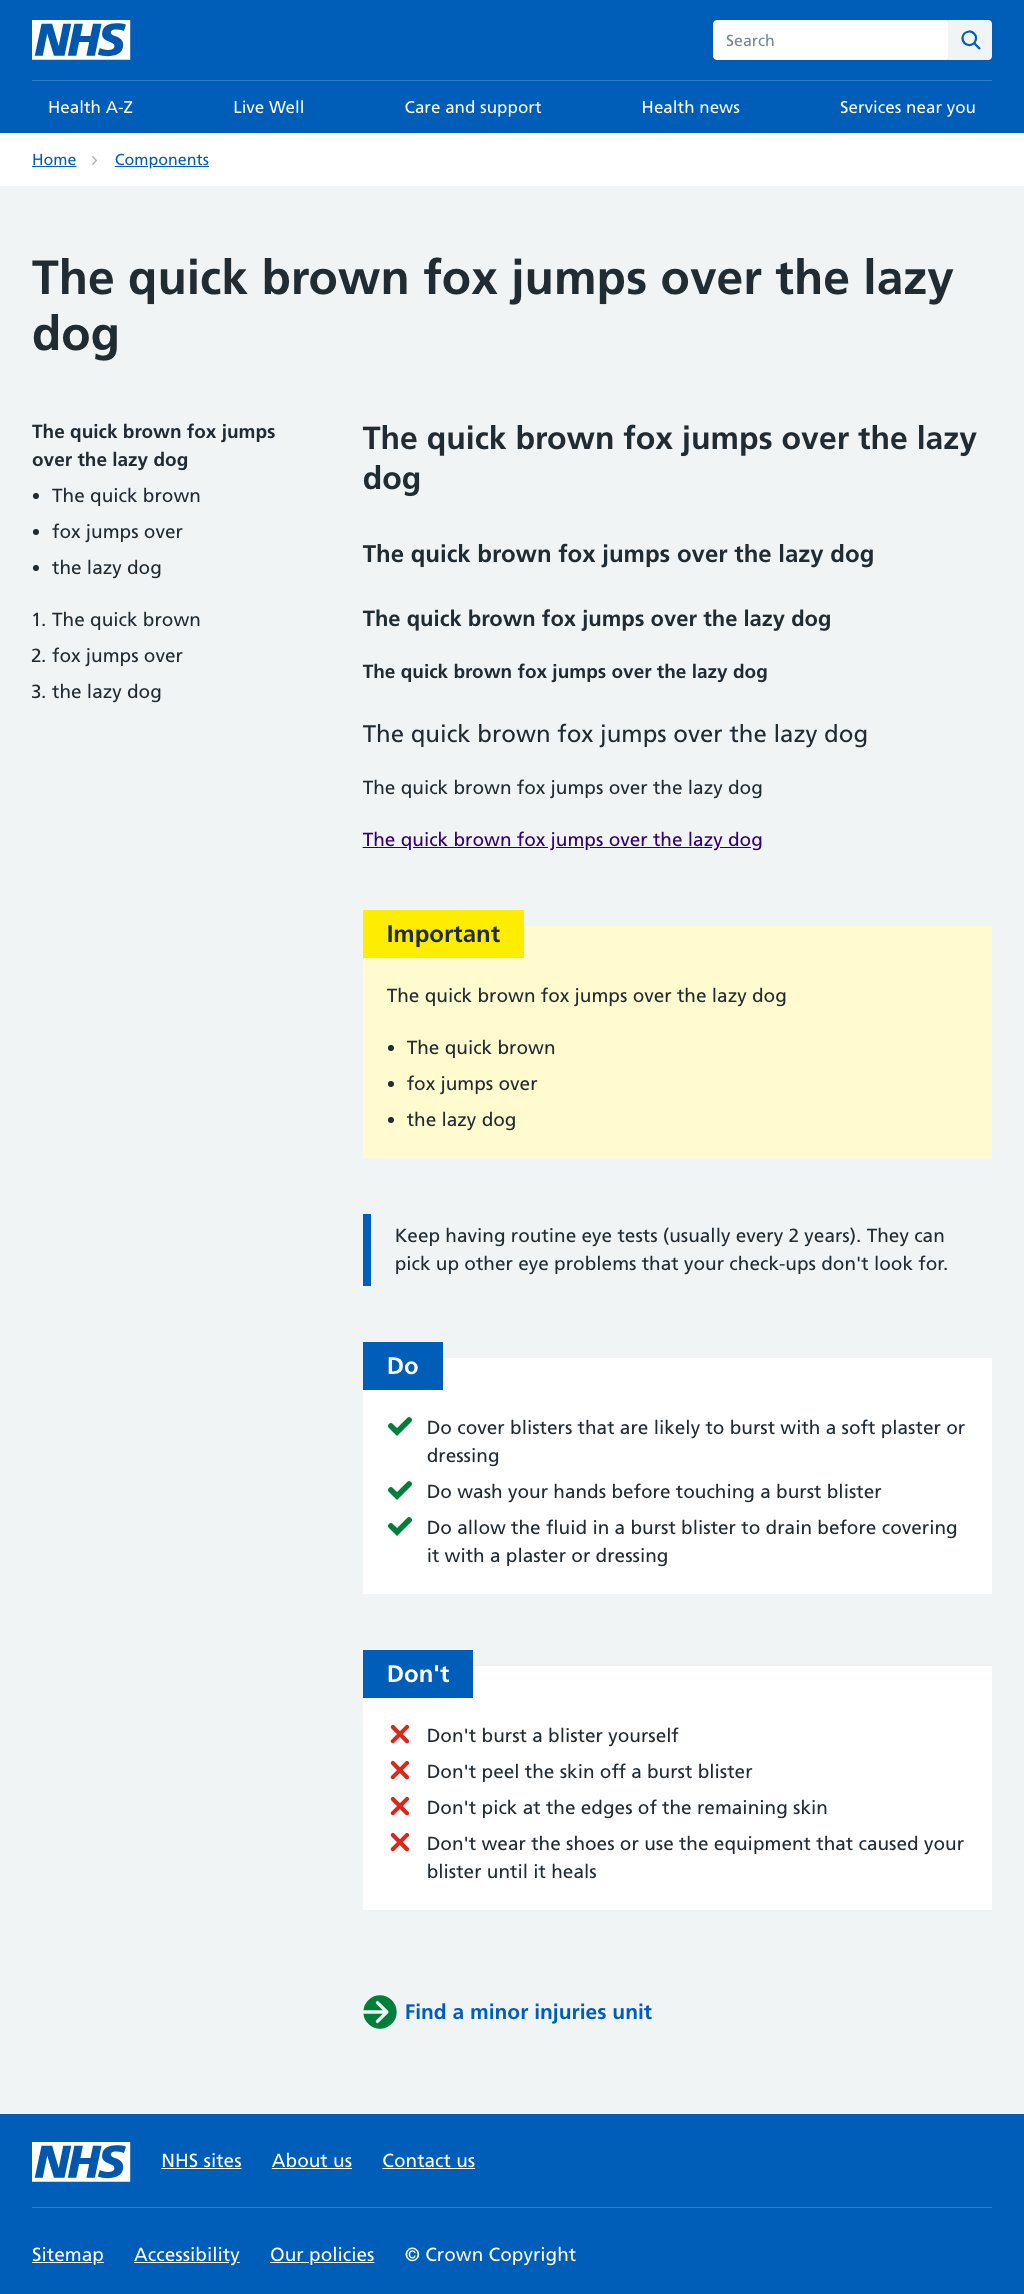 NHS
Search
Health A-Z
Live Well
Care and support
Health news
Services near you
Home
Components
The quick brown fox jumps over the lazy
dog
The quick brown fox jumps
over the lazy dog
• The quick brown
• fox jumps over
• the lazy dog
1. The quick brown
2. fox jumps over
3. the lazy dog
The quick brown fox jumps over the lazy
dog
The quick brown fox jumps over the lazy dog
The quick brown fox jumps over the lazy dog
The quick brown fox jumps over the lazy dog
The quick brown fox jumps over the lazy dog
The quick brown fox jumps over the lazy dog
The quick brown fox jumps over the lazy dog
Important
The quick brown fox jumps over the lazy dog
• The quick brown
• fox jumps over
• the lazy dog
Keep having routine eye tests (usually every 2 years). They can
pick up other eye problems that your check-ups don't look for.
Do
Do cover blisters that are likely to burst with a soft plaster or
dressing
Do wash your hands before touching a burst blister
Do allow the fluid in a burst blister to drain before covering
it with a plaster or dressing
Don't
Don't burst a blister yourself
Don't peel the skin off a burst blister
Don't pick at the edges of the remaining skin
Don't wear the shoes or use the equipment that caused your
blister until it heals
Find a minor injuries unit
NHS
NHS sites
About us
Contact us
Sitemap
Accessibility
Our policies
© Crown Copyright